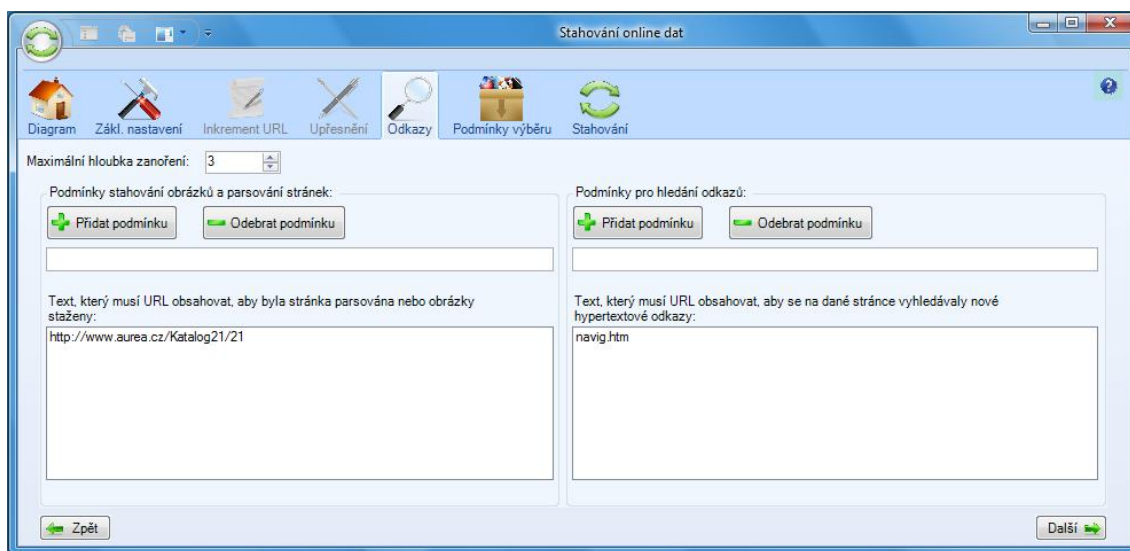 Stahování online dat
Diagram
Zákl. nastavení
Inkrement URL
Upřesnění
Odkazy
Podmínky výběru
Stahování
Maximální hloubka zanoření: 3
Podmínky stahování obrázků a parsování stránek:
Přidat podmínku
Odebrat podmínku
Text, který musí URL obsahovat, aby byla stránka parsována nebo obrázky
staženy:
http://www.aurea.cz/Katalog21/21
Podmínky pro hledání odkazů:
Přidat podmínku
Odebrat podmínku
Text, který musí URL obsahovat, aby se na dané stránce vyhledávaly nové
hypertextové odkazy:
navig.htm
Zpět
Další